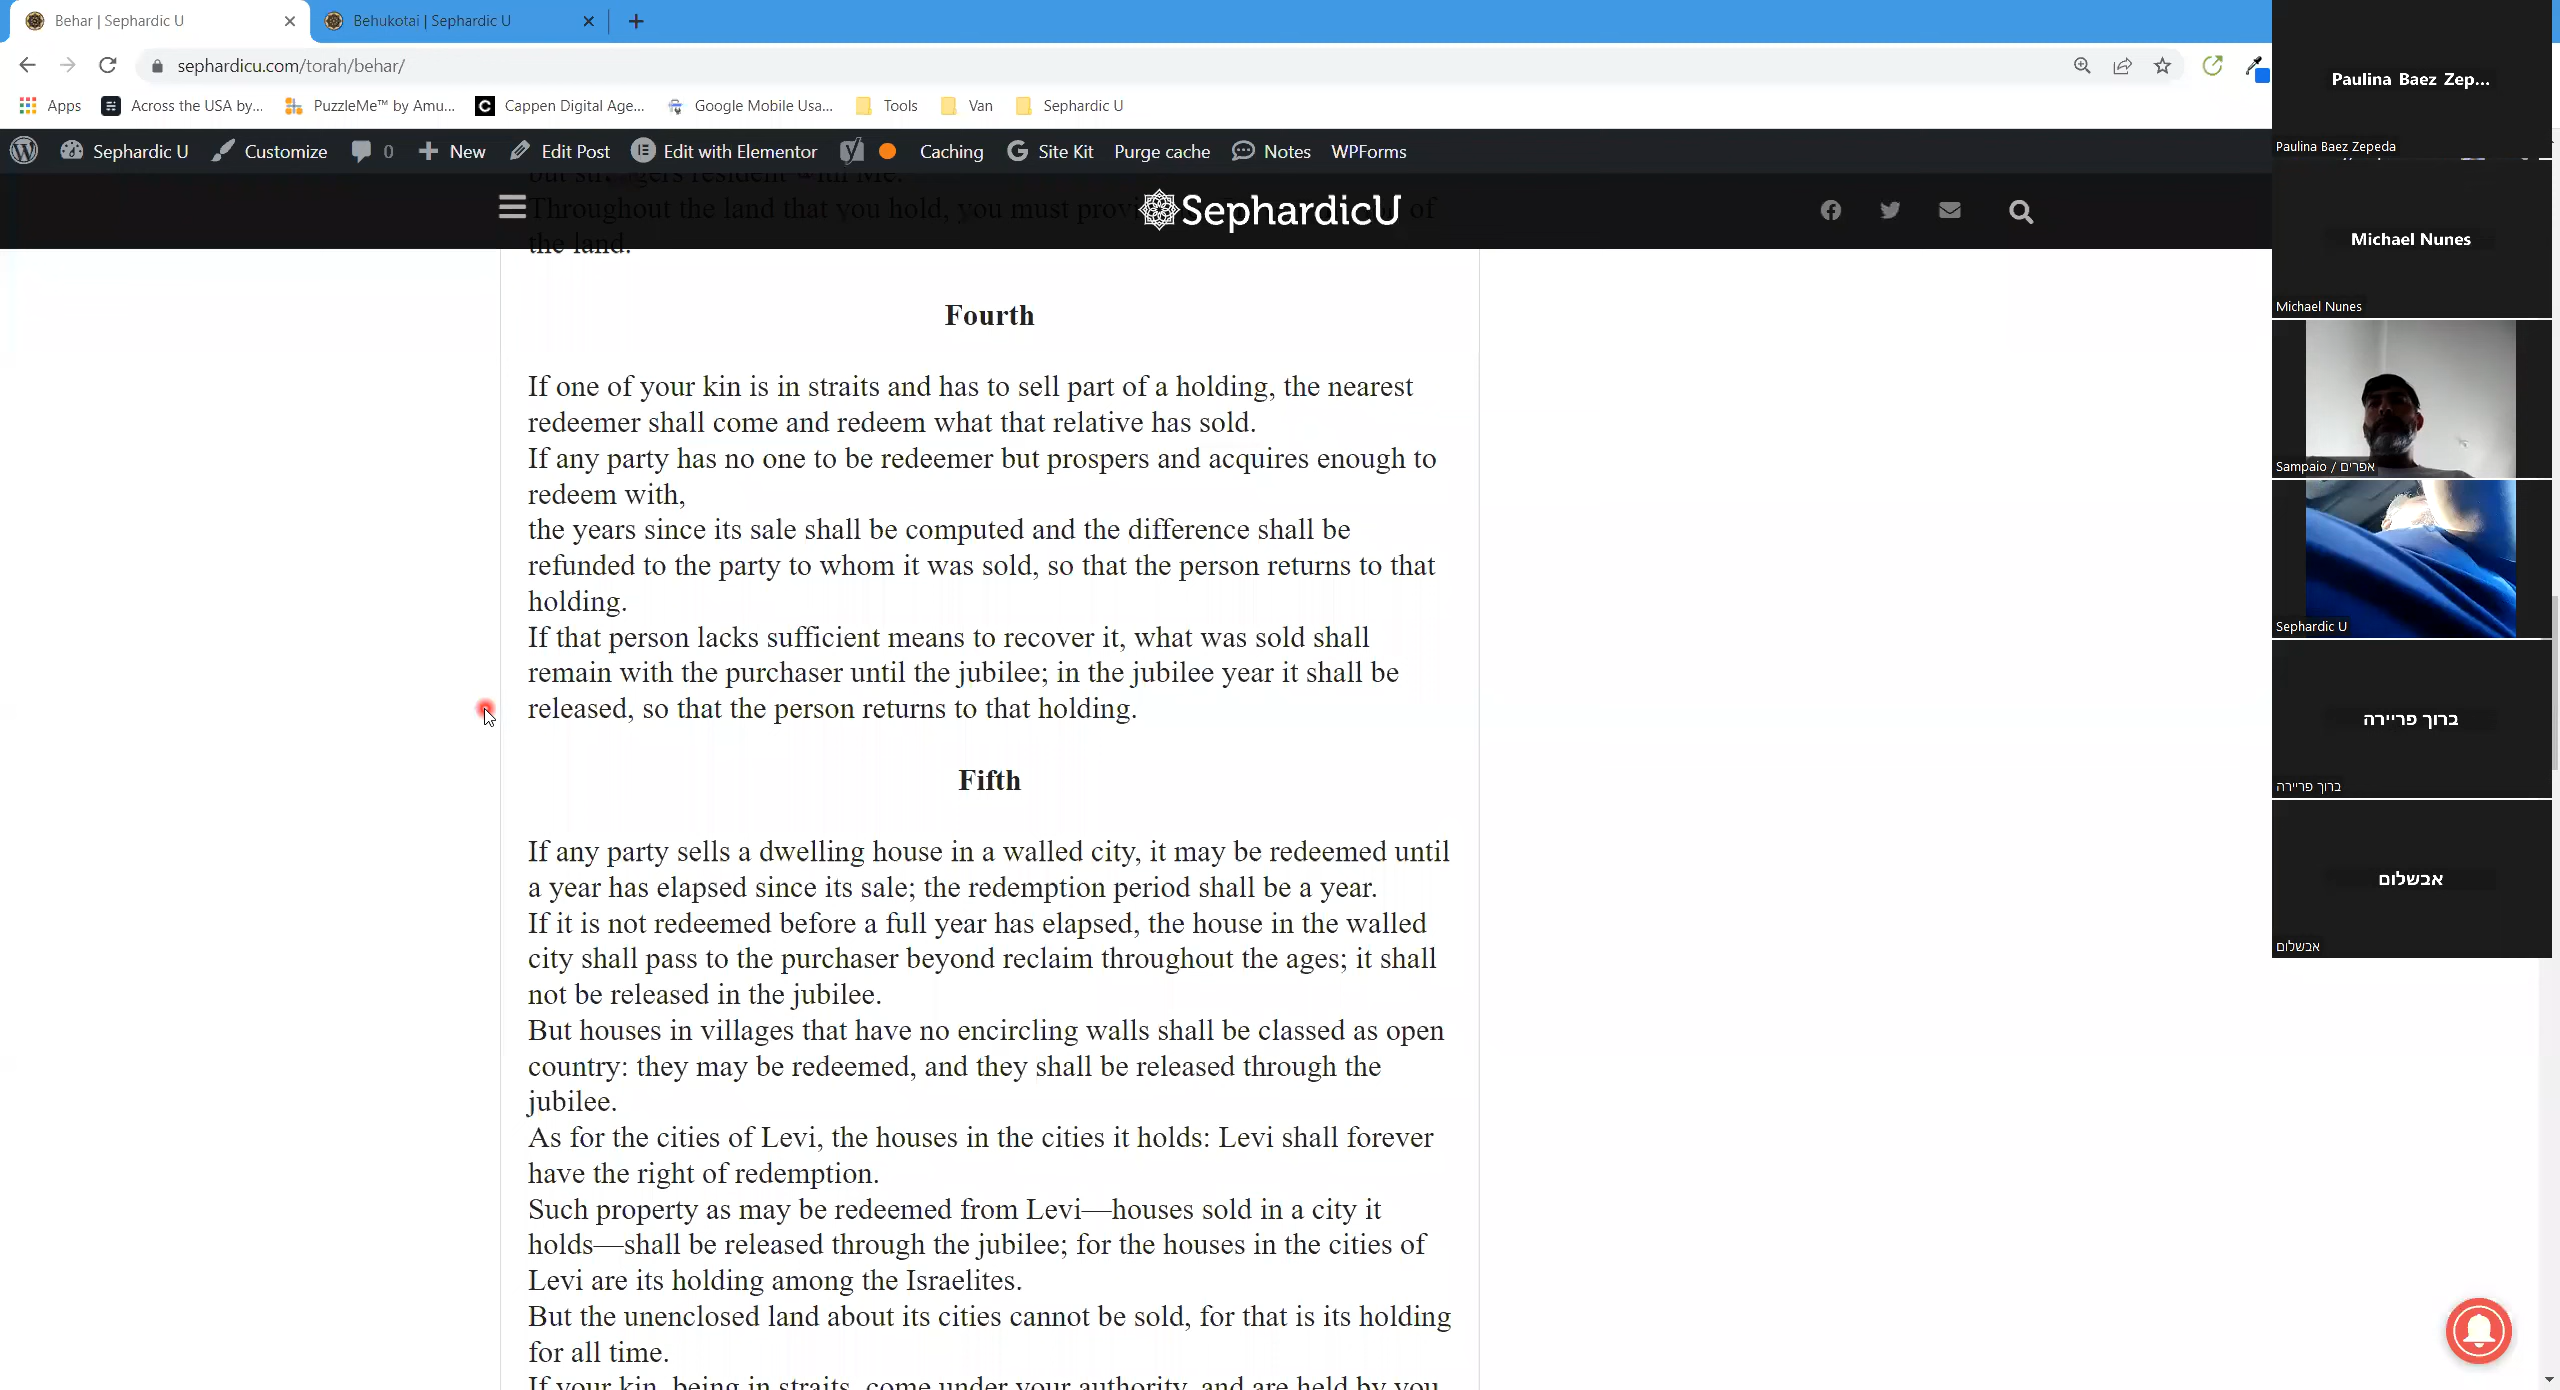 Behar | Sephardic U
Behukotai | Sephardic U
sephardicu.com/torah/behar/
Apps
Across the USA by...
PuzzleMe™ by Amu...
Cappen Digital Age...
Google Mobile Usa...
Tools
Van
Sephardic U
Sephardic U
Customize
0
New
Edit Post
Edit with Elementor
Caching
Site Kit
Purge cache
Notes
WPForms
Throughout the land that you hold, you must of
the land.
SephardicU
Fourth
If one of your kin is in straits and has to sell part of a holding, the nearest
redeemer shall come and redeem what that relative has sold.
If any party has no one to be redeemer but prospers and acquires enough to
redeem with,
the years since its sale shall be computed and the difference shall be
refunded to the party to whom it was sold, so that the person returns to that
holding.
If that person lacks sufficient means to recover it, what was sold shall
remain with the purchaser until the jubilee; in the jubilee year it shall be
released, so that the person returns to that holding.
Fifth
If any party sells a dwelling house in a walled city, it may be redeemed until
a year has elapsed since its sale; the redemption period shall be a year.
If it is not redeemed before a full year has elapsed, the house in the walled
city shall pass to the purchaser beyond reclaim throughout the ages; it shall
not be released in the jubilee.
But houses in villages that have no encircling walls shall be classed as open
country: they may be redeemed, and they shall be released through the
jubilee.
As for the cities of Levi, the houses in the cities it holds: Levi shall forever
have the right of redemption.
Such property as may be redeemed from Levi—houses sold in a city it
holds—shall be released through the jubilee; for the houses in the cities of
Levi are its holding among the Israelites.
But the unenclosed land about its cities cannot be sold, for that is its holding
for all time.
If your kin, being in straits, come under your authority, and are held by you
Paulina Baez Zep...
Paulina Baez Zepeda
Michael Nunes
Michael Nunes
Sampaio / אפרים
Sephardic U
ברוך פריירה
ברוך פריירה
אבשלום
אבשלום